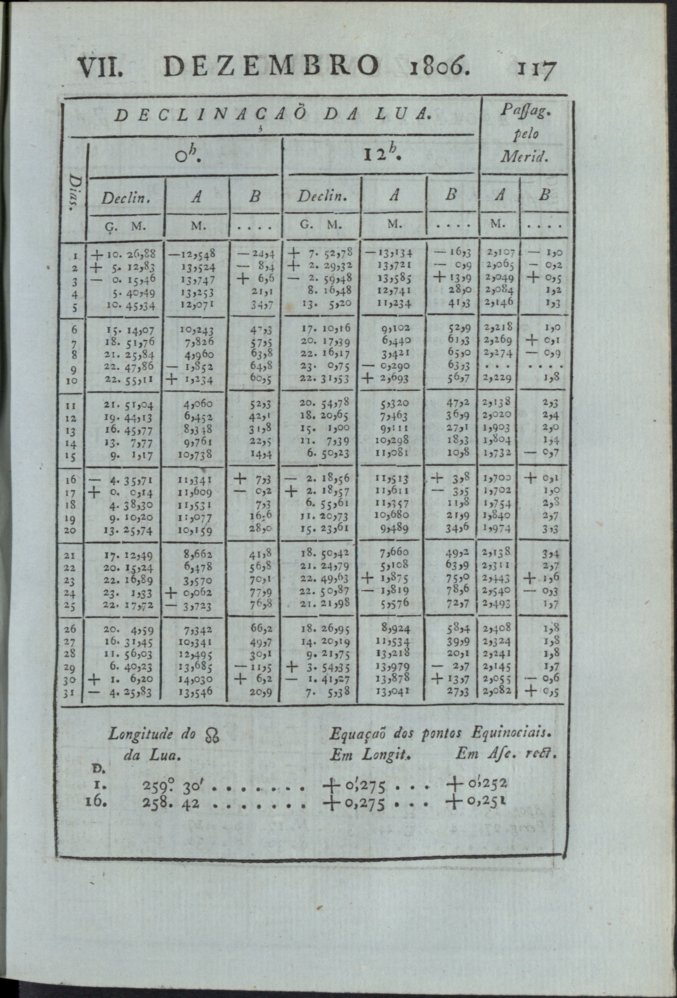 VII. DEZEMBRO 1806. 117
DECLINACAÕ DA LUA. Paſſag.
pelo
0h. 12h. Merid.
Dias. Declin. A B Declin. A B A B
G. M. M. .... G. M. M. .... M. ....
1 + 10. 26,88 —12,548 — 24,4 + 7. 52,78 —13,134 — 16,3 2,107 — 1,0
2 + 5. 12,83 13,524 — 8,4 + 2. 29,32 13,721 — 0,9 2,065 — 0,2
3 — 0. 15,46 13,747 + 6,6 — 2. 59,48 13,585 + 13,9 2,049 + 0,5
4 5. 40,49 13,253 21,1 8. 16,48 12,741 28,0 2,084 1,2
5 10. 45,34 12,071 34,7 13. 5,20 11,234 41,3 2,146 1,3
6 15. 14,07 10,243 47,3 17. 10,16 9,102 52,9 2,218 1,0
7 18. 51,76 7,826 57,5 20. 17,39 6,440 61,3 2,269 + 0,1
8 21. 25,84 4,960 63,8 22. 16,17 3,421 65,0 2,274 — 0,9
9 22. 47,86 — 1,852 64,8 23. 0,75 — 0,290 63,3 .... ....
10 22. 55,11 + 1,234 60,5 22. 31,53 + 2,693 56,7 2,229 1,8
11 21. 51,04 4,060 52,3 20. 54,78 5,320 47,2 2,138 2,3
12 19. 44,13 6,452 42,1 18. 20,65 7,463 36,9 2,020 2,4
13 16. 45,77 8,348 31,8 15. 1,00 9,111 27,1 1,903 2,0
14 13. 7,77 9,761 22,5 11. 7,39 10,298 18,3 1,804 1,4
15 9. 1,17 10,738 14,4 6. 50,23 11,081 10,8 1,732 — 0,7
16 — 4. 35,71 11,341 + 7,3 — 2. 18,56 11,513 + 3,8 1,700 + 0,1
17 + 0. 0,14 11,609 — 0,2 + 2. 18,57 11,611 — 3,5 1,702 1,0
18 4. 38,30 11,531 7,3 6. 55,61 11,357 11,8 1,754 2,8
19 9. 10,20 11,077 16,6 11. 20,73 10,680 21,9 1,840 2,7
20 13. 25,74 10,159 28,0 15. 23,61 9,489 34,6 1,974 3,3
21 17. 12,49 8,662 41,8 18. 50,42 7,660 49,2 2,138 3,4
22 20. 15,24 6,478 56,8 21. 24,79 5,108 63,9 2,311 2,7
23 22. 16,89 3,570 70,1 22. 49,63 + 1,875 75,0 2,443 + 1,6
24 23. 1,33 + 0,062 77,9 22. 50,87 — 1,819 78,6 2,540 — 0,3
25 22. 17,72 — 3,723 76,8 21. 21,98 5,576 72,7 2,493 1,7
26 20. 4,59 7,342 66,2 18. 26,95 8,924 58,4 2,408 1,8
27 16. 31,45 10,341 49,7 14. 20,19 11,534 39,9 2,324 1,8
28 11. 56,03 12,495 30,1 9. 21,75 13,218 20,1 2,241 1,8
29 6. 40,23 13,685 — 11,5 + 3. 54,35 13,979 — 2,7 2,145 1,7
30 + 1. 6,20 14,030 + 6,2 — 1. 41,27 13,878 + 13,7 2,055 — 0,6
31 — 4. 25,83 13,546 20,9 7. 5,38 13,041 27,3 2,082 + 0,5
Longitude do ☊ Equaçaõ dos pontos Equinociais.
da Lua. Em Longit. Em Aſc. rect.
D.
1. 259.° 30' ....... +0,'275 ... +0,'252
16. 258. 42 ....... +0,275 ... +0,251